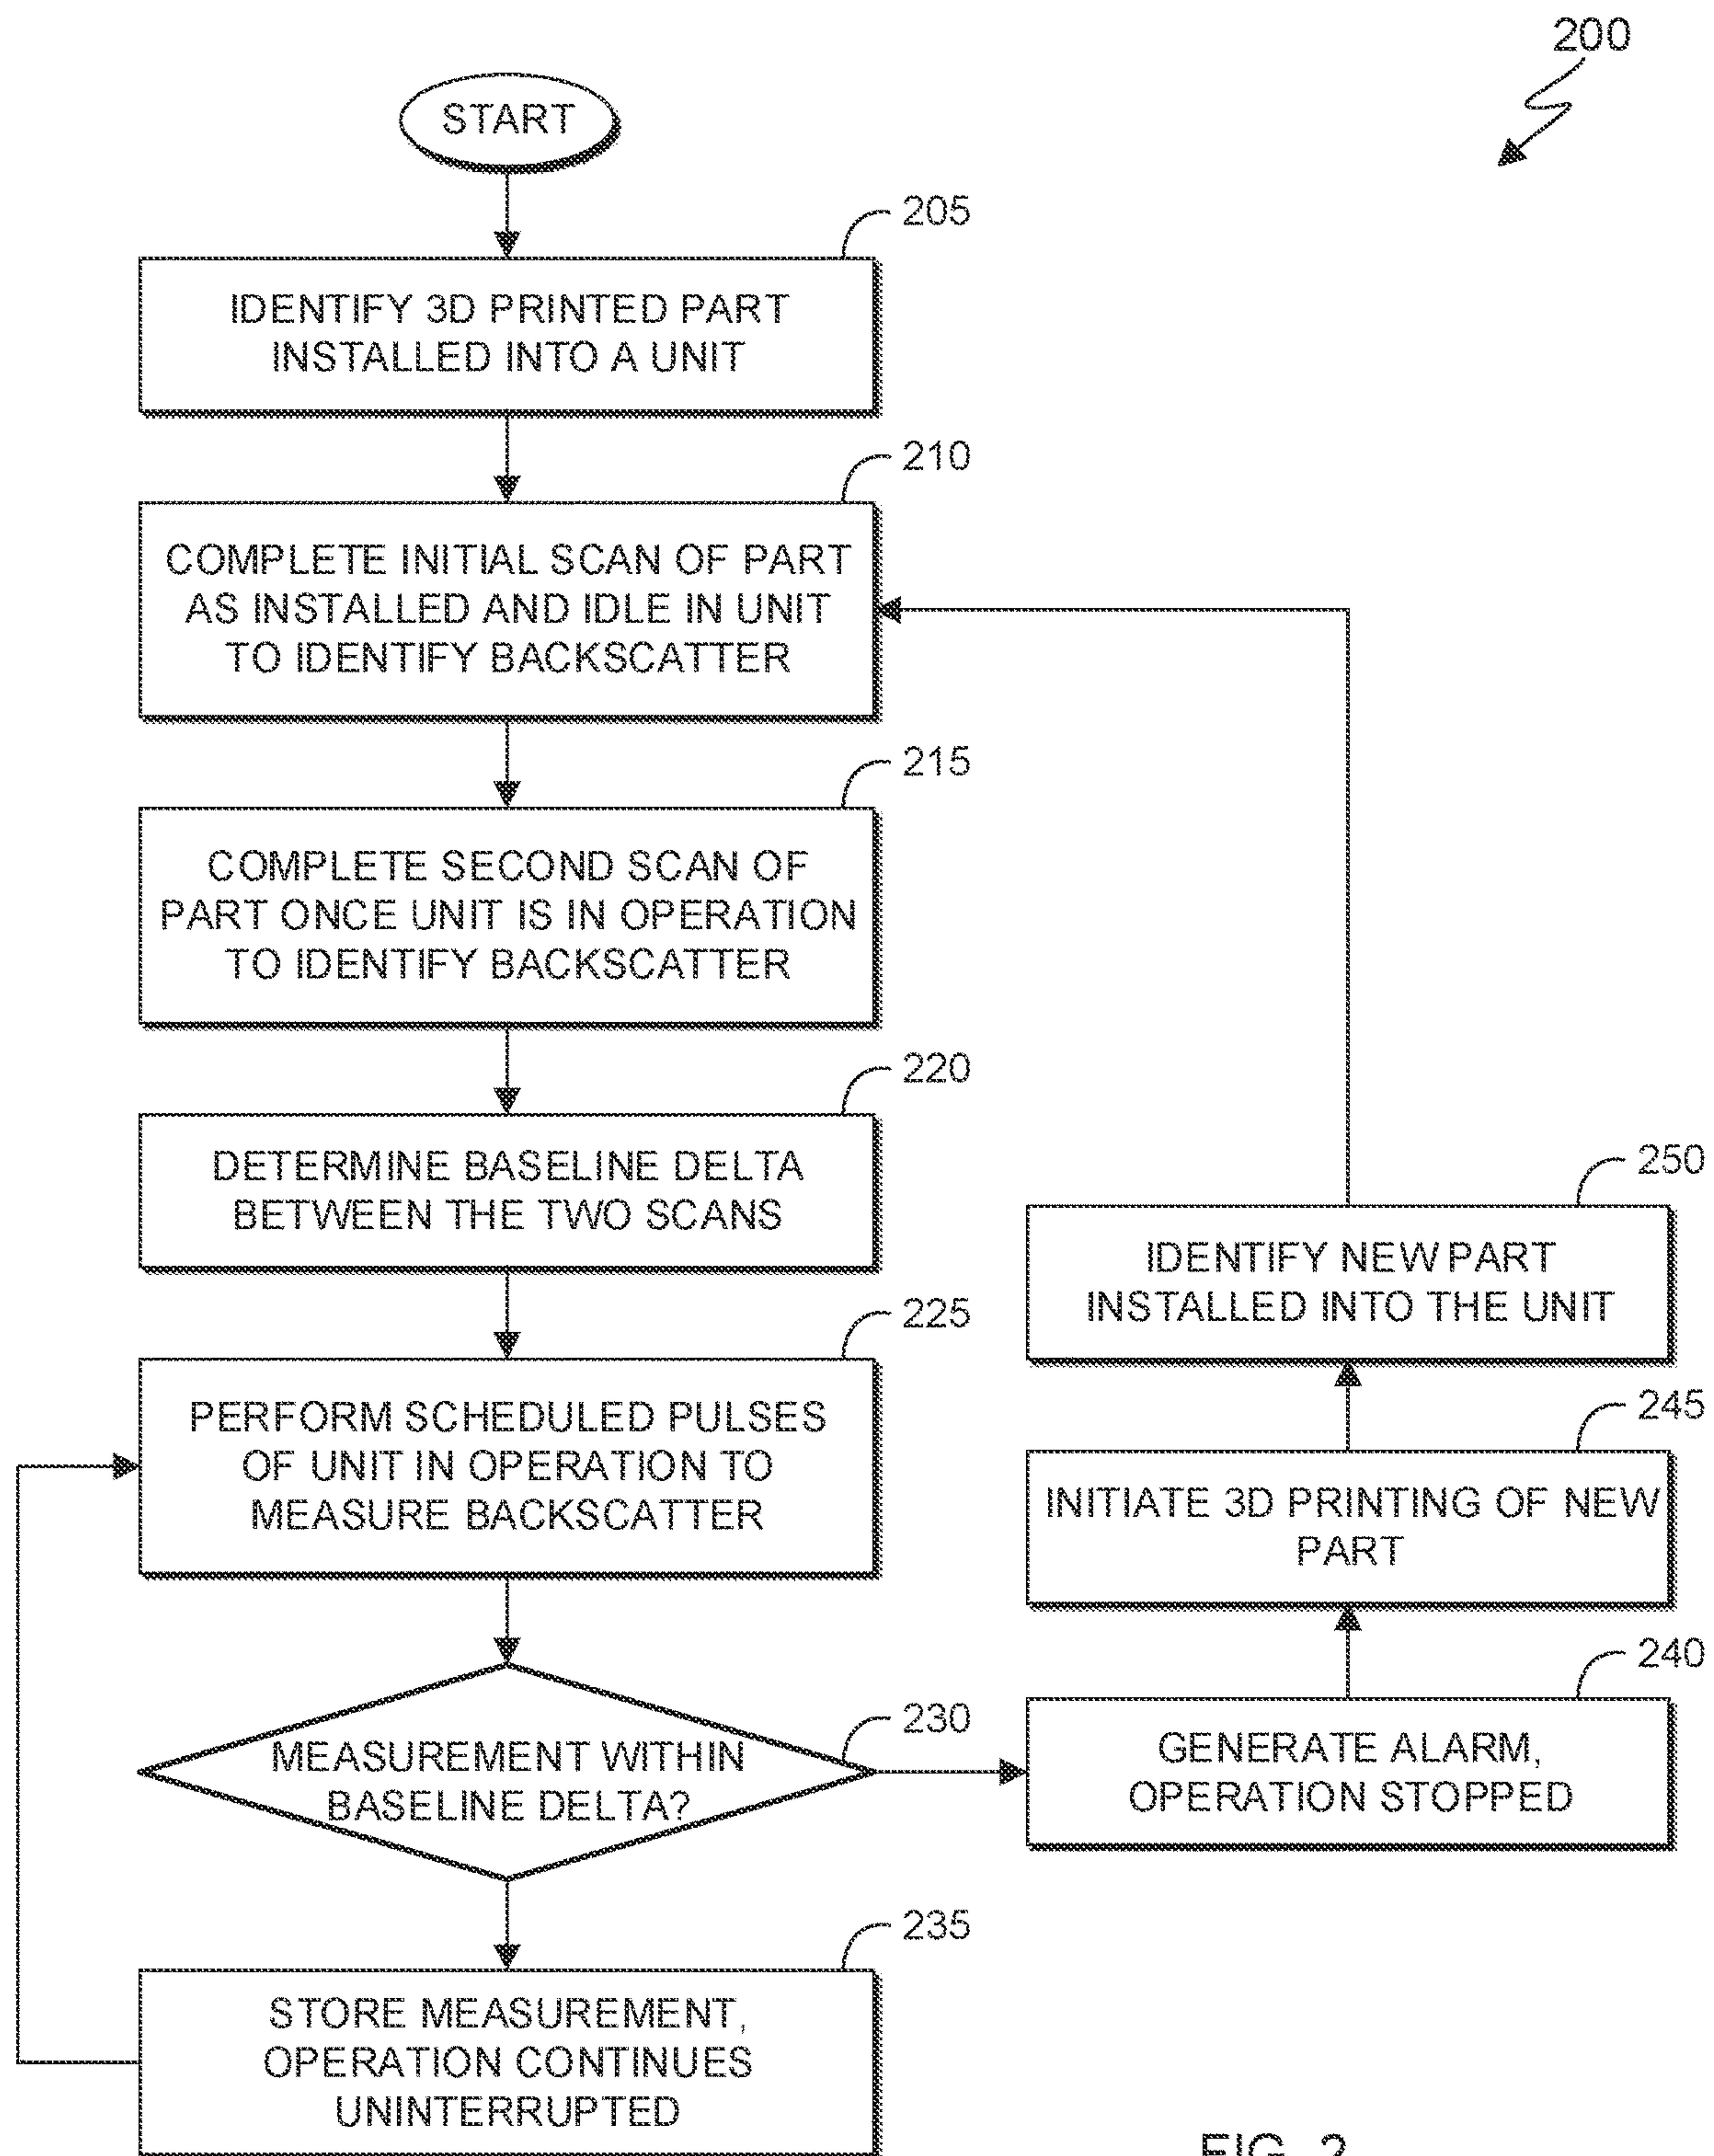 200
START
205
IDENTIFY 3D PRINTED PART
INSTALLED INTO A UNIT
210
COMPLETE INITIAL SCAN OF PART
AS INSTALLED AND IDLE IN UNIT
TO IDENTIFY BACKSCATTER
215
COMPLETE SECOND SCAN OF
PART ONCE UNIT IS IN OPERATION
TO IDENTIFY BACKSCATTER
220
DETERMINE BASELINE DELTA
BETWEEN THE TWO SCANS
225
PERFORM SCHEDULED PULSES
OF UNIT IN OPERATION TO
MEASURE BACKSCATTER
230
MEASUREMENT WITHIN
BASELINE DELTA?
235
STORE MEASUREMENT,
OPERATION CONTINUES
UNINTERRUPTED
240
GENERATE ALARM,
OPERATION STOPPED
245
INITIATE 3D PRINTING OF NEW
PART
250
IDENTIFY NEW PART
INSTALLED INTO THE UNIT
FIG. 2